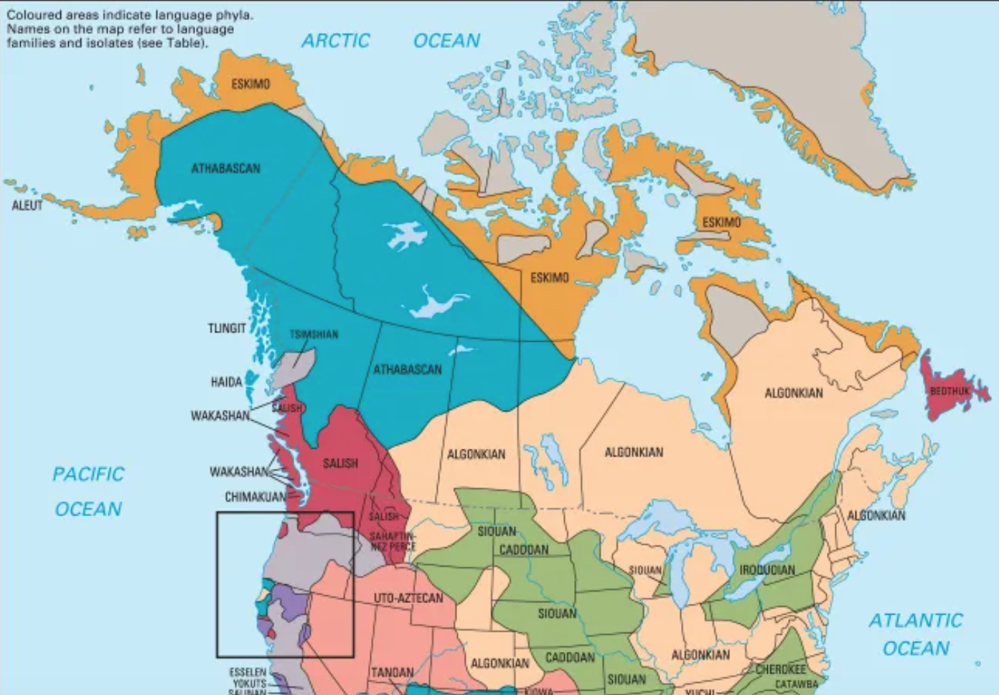 Coloured areas indicate language phyla.
Names on the map refer to language
families and isolates (see Table).
ARCTIC OCEAN
ESKIMO
ATHABASCAN
ALEUT
ESKIMO
ESKIMO
TLINGIT
TSIMSHIAN
HAIDA
ATHABASCAN
ALGONKIAN
BEOTHUK
SALISH
WAKASHAN
SALISH
ALGONKIAN
ALGONKIAN
PACIFIC
OCEAN
WAKASHAN
CHIMAKUAN
SALISH
SAHAPTIN-
NEZ PERCE
SIOUAN
CADDOAN
ALGONKIAN
SIOUAN
IROQUOIAN
UTO-AZTECAN
SIOUAN
ATLANTIC
OCEAN
ALGONKIAN
CADDOAN
ALGONKIAN
CHEROKEE
CATAWBA
TANOAN
SIOUAN
ESSELEN
YOKUTS
SALINAN
KIOWA
YUCHI